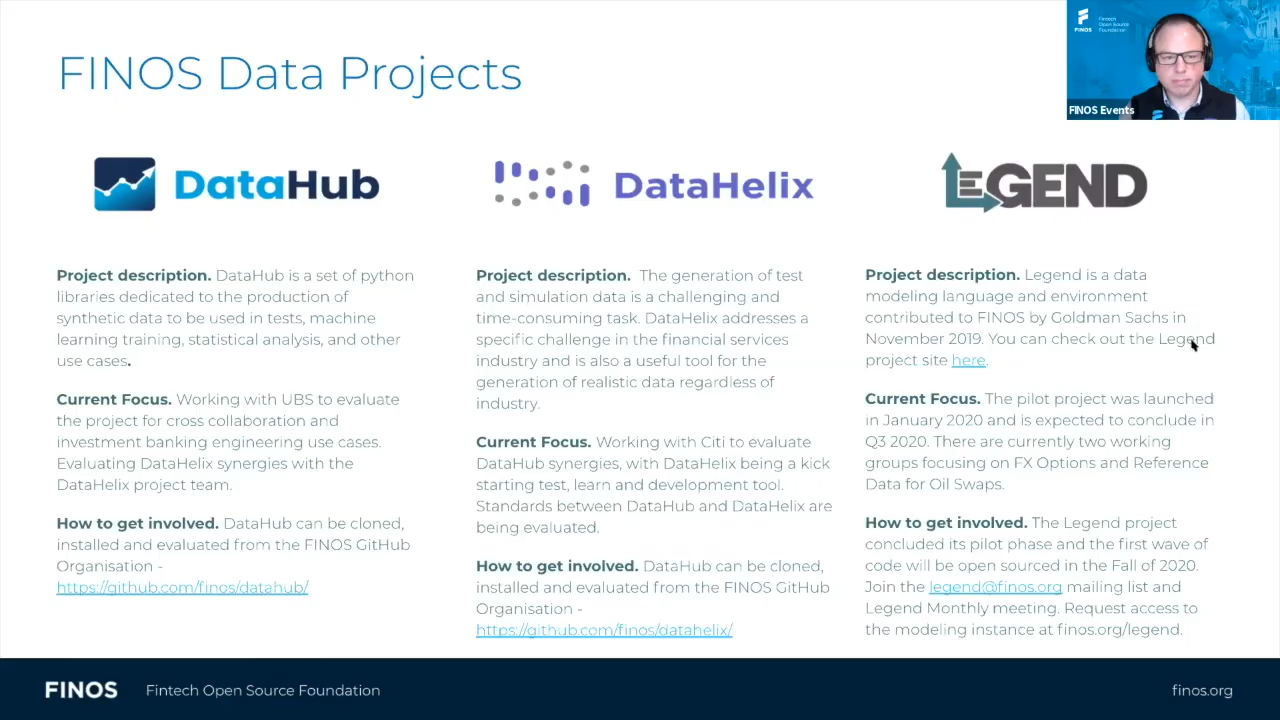 FINOS Data Projects
FINOS
Fintech
Open Source
Foundation
FINOS Events
DataHub
Project description. DataHub is a set of python
libraries dedicated to the production of
synthetic data to be used in tests, machine
learning training, statistical analysis, and other
use cases.
Current Focus. Working with UBS to evaluate
the project for cross collaboration and
investment banking engineering use cases.
Evaluating DataHelix synergies with the
DataHelix project team.
How to get involved. DataHub can be cloned,
installed and evaluated from the FINOS GitHub
Organisation -
https://github.com/finos/datahub/
DataHelix
Project description. The generation of test
and simulation data is a challenging and
time-consuming task. DataHelix addresses a
specific challenge in the financial services
industry and is also a useful tool for the
generation of realistic data regardless of
industry.
Current Focus. Working with Citi to evaluate
DataHub synergies, with DataHelix being a kick
starting test, learn and development tool.
Standards between DataHub and DataHelix are
being evaluated.
How to get involved. DataHub can be cloned,
installed and evaluated from the FINOS GitHub
Organisation -
https://github.com/finos/datahelix/
LEGEND
Project description. Legend is a data
modeling language and environment
contributed to FINOS by Goldman Sachs in
November 2019. You can check out the Legend
project site here.
Current Focus. The pilot project was launched
in January 2020 and is expected to conclude in
Q3 2020. There are currently two working
groups focusing on FX Options and Reference
Data for Oil Swaps.
How to get involved. The Legend project
concluded its pilot phase and the first wave of
code will be open sourced in the Fall of 2020.
Join the legend@finos.org mailing list and
Legend Monthly meeting. Request access to
the modeling instance at finos.org/legend.
FINOS Fintech Open Source Foundation
finos.org